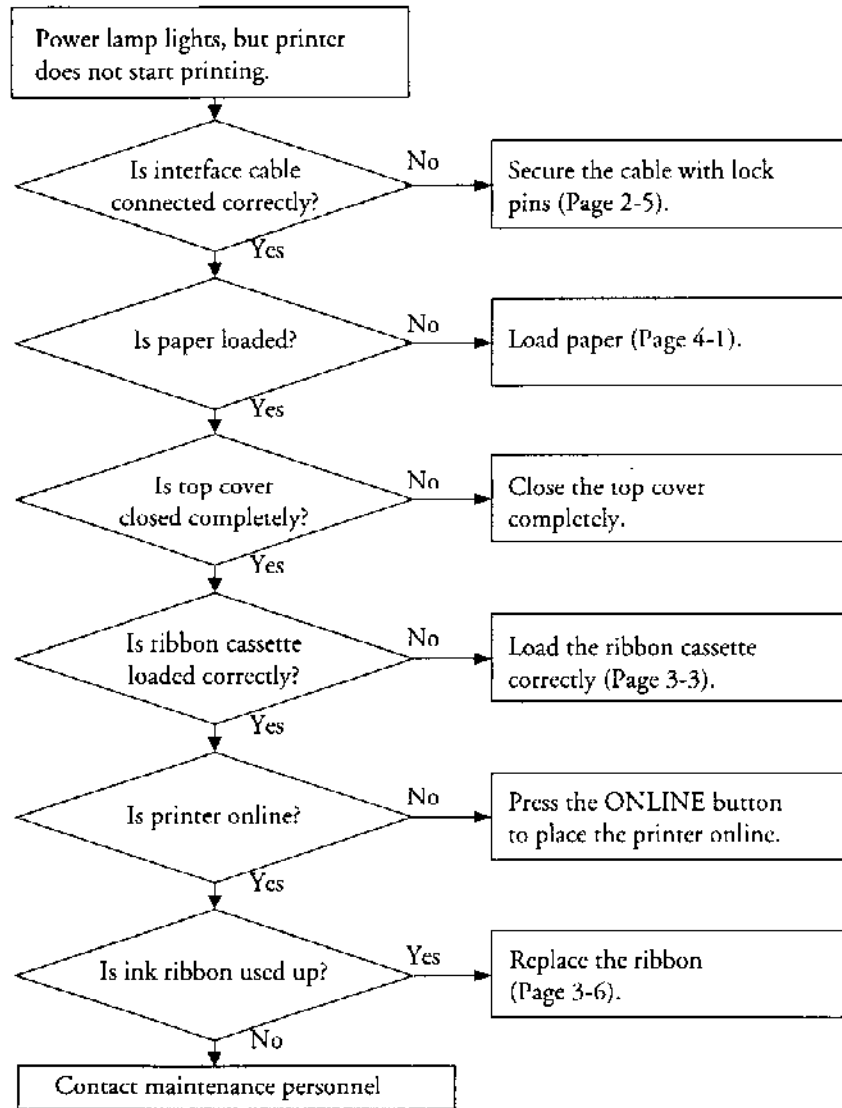 Power lamp lights, but printer
does not start printing.
Is interface cable
connected correctly?
No
Secure the cable with lock
pins (Page 2-5).
Yes
Is paper loaded?
No
Load paper (Page 4-1).
Yes
Is top cover
closed completely?
No
Close the top cover
completely.
Yes
Is ribbon cassette
loaded correctly?
No
Load the ribbon cassette
correctly (Page 3-3).
Yes
Is printer online?
No
Press the ONLINE button
to place the printer online.
Yes
Is ink ribbon used up?
Yes
Replace the ribbon
(Page 3-6).
No
Contact maintenance personnel